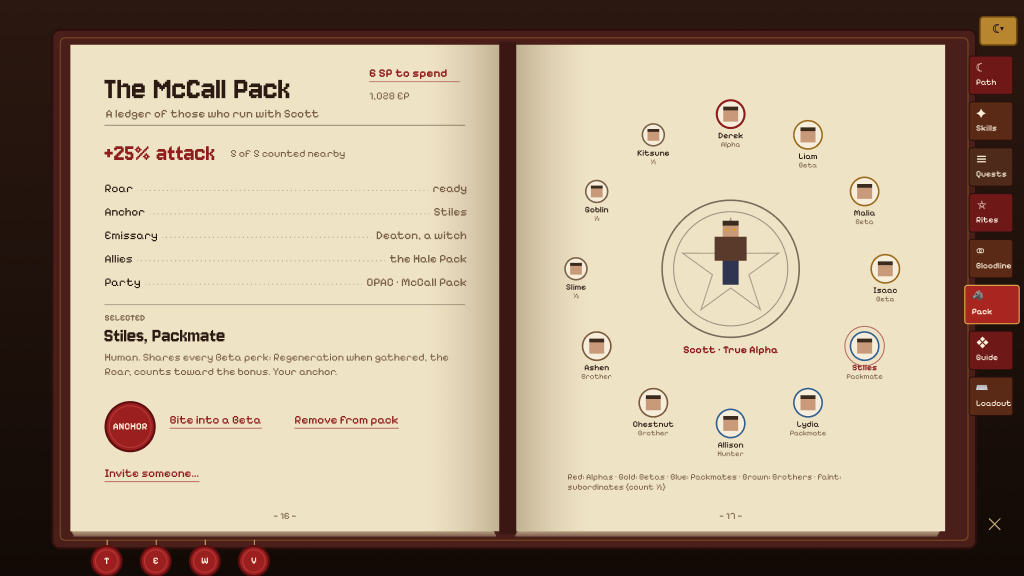 The McCall Pack
6 SP to spend
1,028 EP
A ledger of those who run with Scott
+25% attack
8 of 8 counted nearby
Roar ready
Anchor Stiles
Emissary Deaton, a witch
Allies the Hale Pack
Party OPAC · McCall Pack
SELECTED
Stiles, Packmate
Human. Shares every Beta perk: Regeneration when gathered, the
Roar, counts toward the bonus. Your anchor.
ANCHOR
Bite into a Beta
Remove from pack
Invite someone...
- 16 -
Derek
Alpha
Kitsune
½
Liam
Beta
Goblin
½
Malia
Beta
Slime
½
Isaac
Beta
Scott · True Alpha
Ashen
Brother
Stiles
Packmate
Chestnut
Brother
Allison
Hunter
Lydia
Packmate
Red: Alphas · Gold: Betas · Blue: Packmates · Brown: Brothers · Faint:
subordinates (count ½)
- 17 -
Path
Skills
Quests
Rites
Bloodline
Pack
Guide
Loadout
T
E
W
V